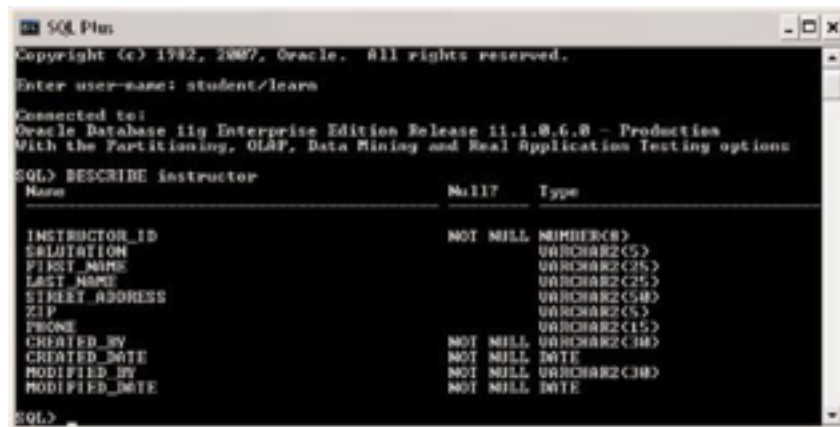 SQL Plus
Copyright (c) 1982, 2007, Oracle.  All rights reserved.
Enter user-name: student/learn
Connected to:
Oracle Database 11g Enterprise Edition Release 11.1.0.6.0 - Production
With the Partitioning, OLAP, Data Mining and Real Application Testing options
SQL> DESCRIBE instructor
Name Null? Type
INSTRUCTOR_ID NOT NULL NUMBER(8)
SALUTATION VARCHAR2(5)
FIRST_NAME VARCHAR2(25)
LAST_NAME VARCHAR2(25)
STREET_ADDRESS VARCHAR2(50)
ZIP VARCHAR2(5)
PHONE VARCHAR2(15)
CREATED_BY NOT NULL VARCHAR2(30)
CREATED_DATE NOT NULL DATE
MODIFIED_BY NOT NULL VARCHAR2(30)
MODIFIED_DATE NOT NULL DATE
SQL> _